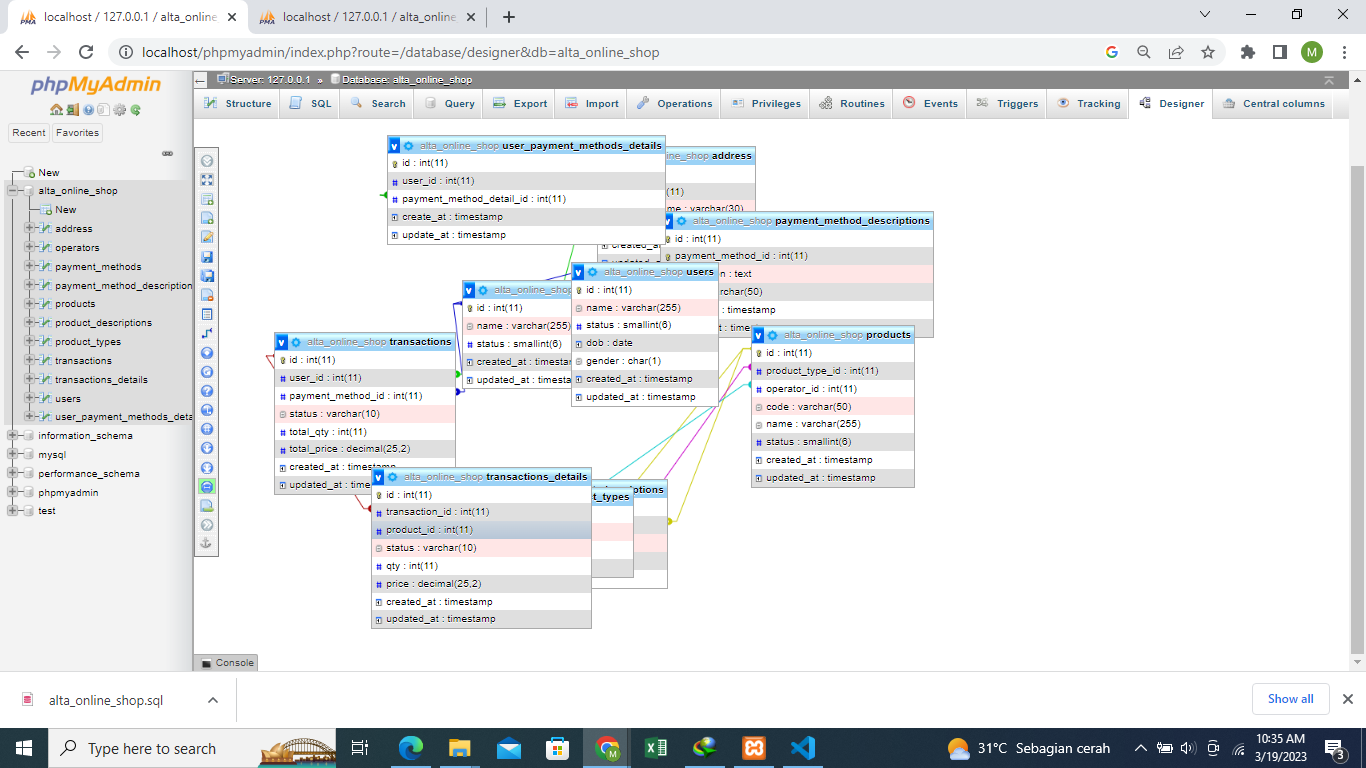 localhost / 127.0.0.1 / alta_online
localhost / 127.0.0.1 / alta_online
localhost/phpmyadmin/index.php?route=/database/designer&db=alta_online_shop
M
phpMyAdmin
Recent
Favorites
New
alta_online_shop
New
address
operators
payment_methods
payment_method_description
products
product_descriptions
product_types
transactions
transactions_details
users
user_payment_methods_deta
information_schema
mysql
performance_schema
phpmyadmin
test
Server: 127.0.0.1 » Database: alta_online_shop
Structure
SQL
Search
Query
Export
Import
Operations
Privileges
Routines
Events
Triggers
Tracking
Designer
Central columns
v alta_online_shop user_payment_methods_details
id : int(11)
user_id : int(11)
payment_method_detail_id : int(11)
create_at : timestamp
update_at : timestamp
ne_shop address
(11)
me : varchar(30)
created_a
v alta_online_shop payment_method_descriptions
id : int(11)
payment_method_id : int(11)
n : text
rchar(50)
: timestamp
t : time
v alta_online_shop users
id : int(11)
name : varchar(255)
status : smallint(6)
dob : date
gender : char(1)
created_at : timestamp
updated_at : timestamp
v alta_online_shop
id : int(11)
name : varchar(255)
status : smallint(6)
created_at : timesta
updated_at : timesta
v alta_online_shop transactions
id : int(11)
user_id : int(11)
payment_method_id : int(11)
status : varchar(10)
total_qty : int(11)
total_price : decimal(25,2)
created_at : timestamp
updated_at : time
v alta_online_shop products
id : int(11)
product_type_id : int(11)
operator_id : int(11)
code : varchar(50)
name : varchar(255)
status : smallint(6)
created_at : timestamp
updated_at : timestamp
v alta_online_shop transactions_details
id : int(11)
transaction_id : int(11)
product_id : int(11)
status : varchar(10)
qty : int(11)
price : decimal(25,2)
created_at : timestamp
updated_at : timestamp
ptions
t_types
Console
alta_online_shop.sql
Show all
Type here to search
31°C Sebagian cerah
10:35 AM
3/19/2023
3